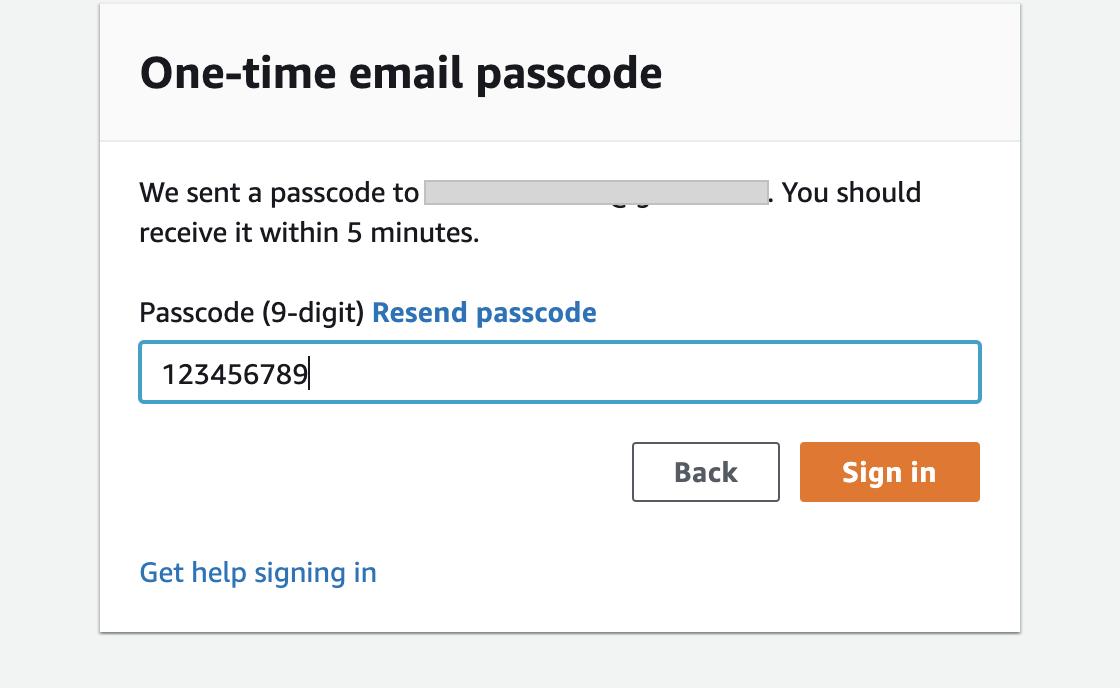 One-time email passcode
We sent a passcode to . You should
receive it within 5 minutes.
Passcode (9-digit) Resend passcode
123456789
Back Sign in
Get help signing in